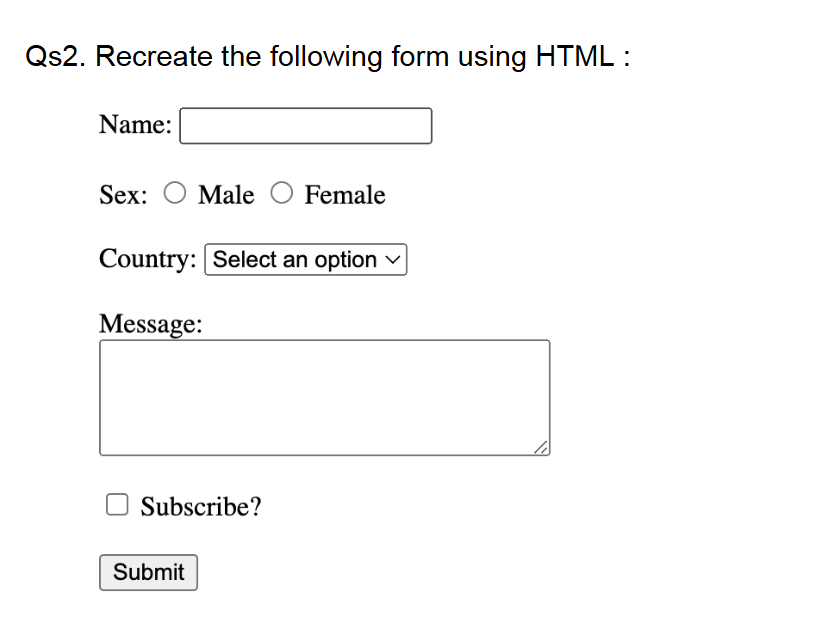 Qs2. Recreate the following form using HTML :
Name:
Sex: Male Female
Country: Select an option
Message:
Subscribe?
Submit